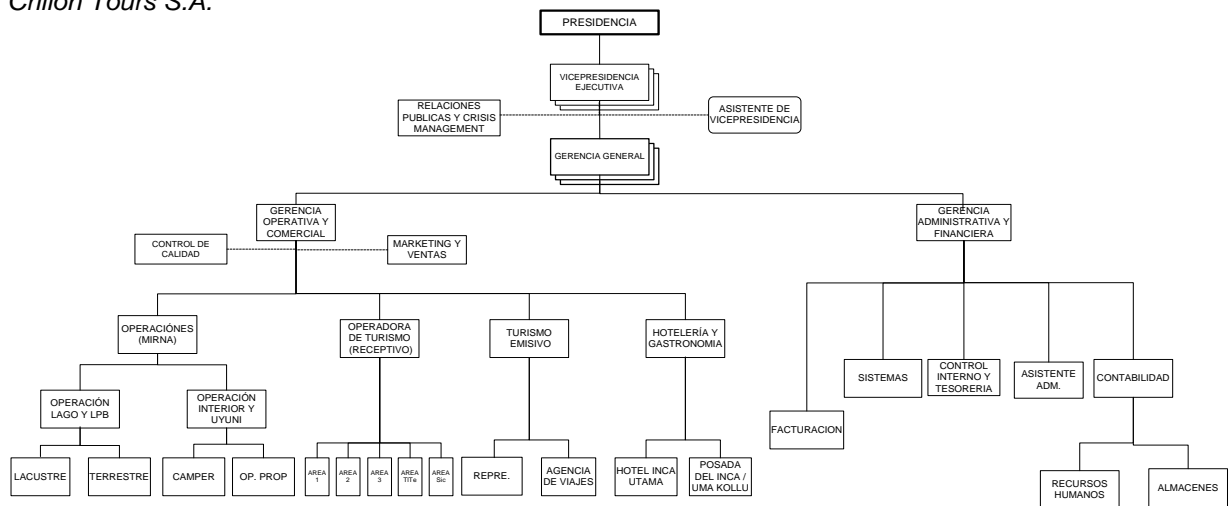 Crillon Tours S.A.
PRESIDENCIA
VICEPRESIDENCIA
EJECUTIVA
RELACIONES
PUBLICAS Y CRISIS
MANAGEMENT
ASISTENTE DE
VICEPRESIDENCIA
GERENCIA GENERAL
GERENCIA
OPERATIVA Y
COMERCIAL
GERENCIA
ADMINISTRATIVA Y
FINANCIERA
CONTROL DE
CALIDAD
MARKETING Y
VENTAS
OPERACIÓNES
(MIRNA)
OPERADORA
DE TURISMO
(RECEPTIVO)
TURISMO
EMISIVO
HOTELERÍA Y
GASTRONOMIA
SISTEMAS
CONTROL
INTERNO Y
TESORERIA
ASISTENTE
ADM.
CONTABILIDAD
OPERACIÓN
LAGO Y LPB
OPERACIÓN
INTERIOR Y
UYUNI
FACTURACION
LACUSTRE
TERRESTRE
CAMPER
OP. PROP
AREA
1
AREA
2
AREA
3
AREA
TITe
AREA
Sic
REPRE.
AGENCIA
DE VIAJES
HOTEL INCA
UTAMA
POSADA
DEL INCA /
UMA KOLLU
RECURSOS
HUMANOS
ALMACENES